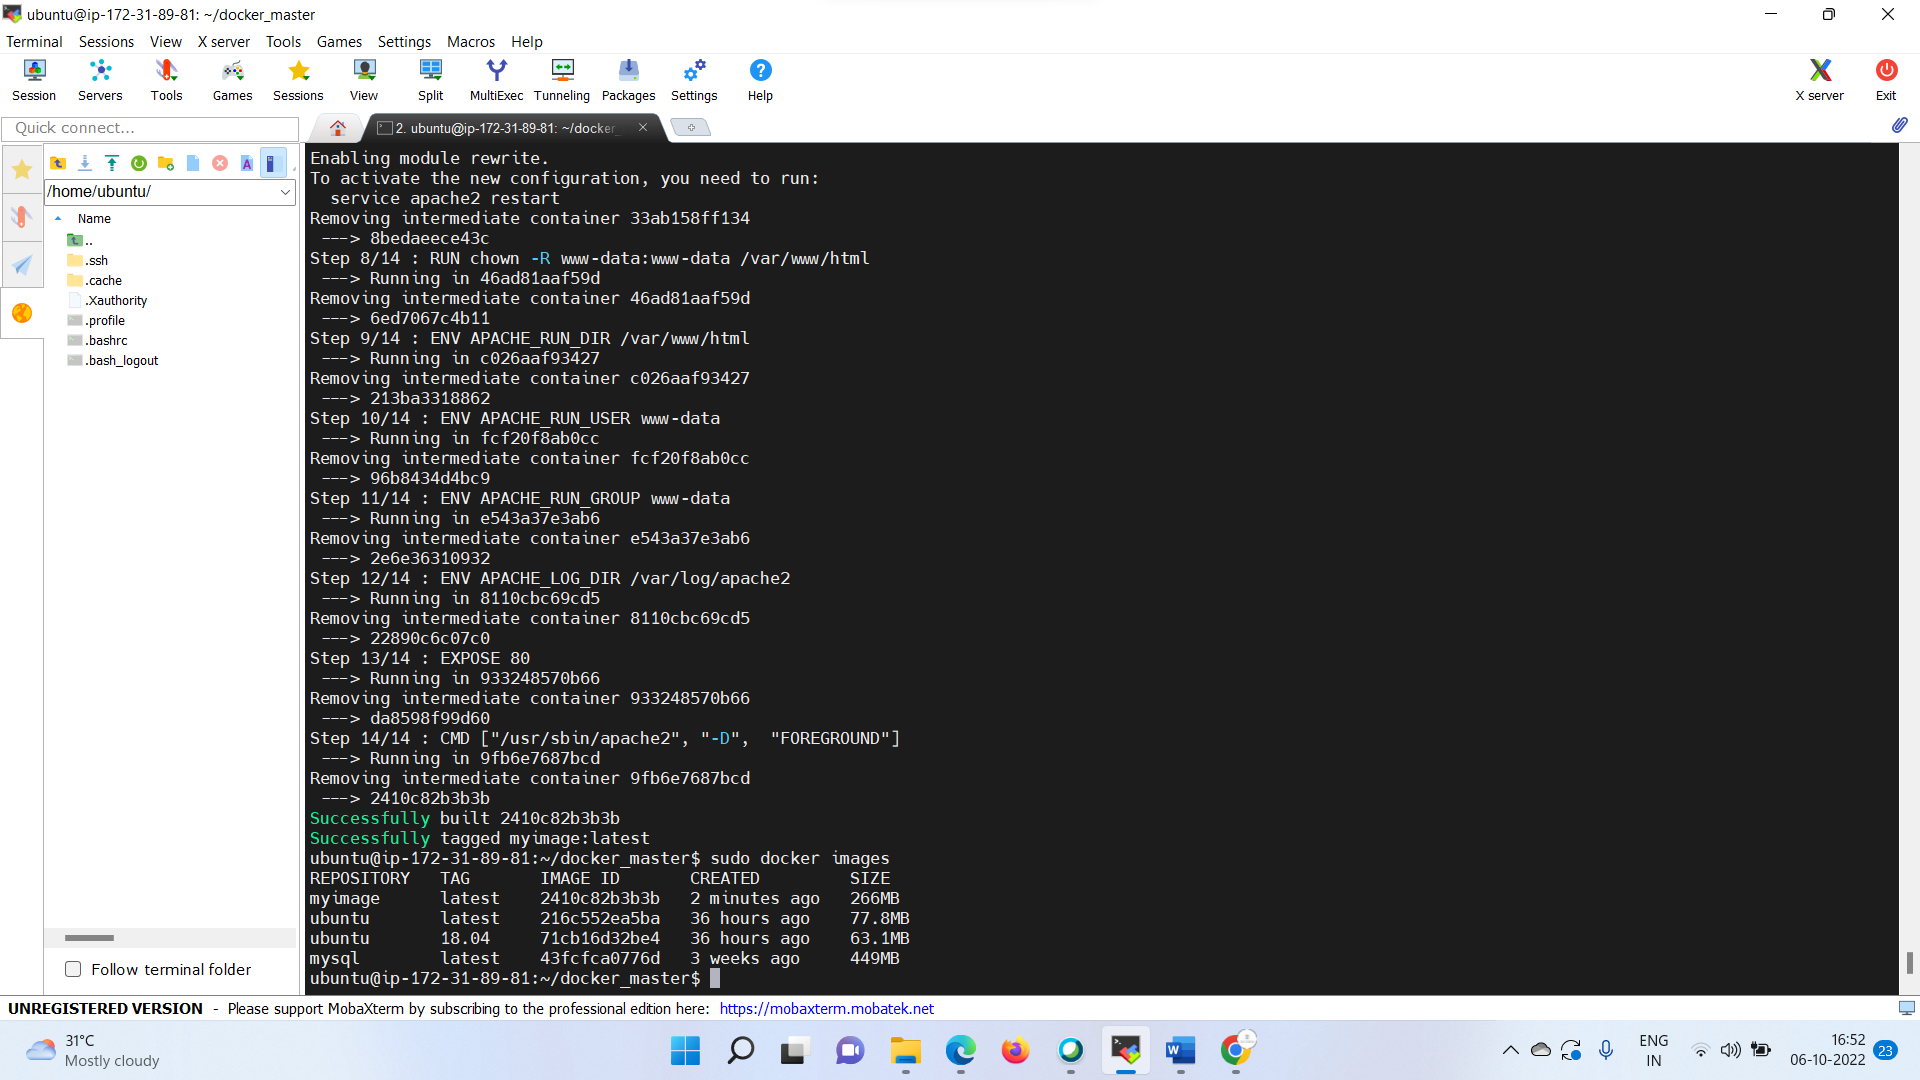 ubuntu@ip-172-31-89-81: ~/docker_master
Terminal Sessions View X server Tools Games Settings Macros Help
Session Servers Tools Games Sessions View Split MultiExec Tunneling Packages Settings Help X server Exit
Quick connect...
2. ubuntu@ip-172-31-89-81: ~/docker_
/home/ubuntu/
Name
..
.ssh
.cache
.Xauthority
.profile
.bashrc
.bash_logout
Follow terminal folder
Enabling module rewrite.
To activate the new configuration, you need to run:
  service apache2 restart
Removing intermediate container 33ab158ff134
 ---> 8bedaeece43c
Step 8/14 : RUN chown -R www-data:www-data /var/www/html
 ---> Running in 46ad81aaf59d
Removing intermediate container 46ad81aaf59d
 ---> 6ed7067c4b11
Step 9/14 : ENV APACHE_RUN_DIR /var/www/html
 ---> Running in c026aaf93427
Removing intermediate container c026aaf93427
 ---> 213ba3318862
Step 10/14 : ENV APACHE_RUN_USER www-data
 ---> Running in fcf20f8ab0cc
Removing intermediate container fcf20f8ab0cc
 ---> 96b8434d4bc9
Step 11/14 : ENV APACHE_RUN_GROUP www-data
 ---> Running in e543a37e3ab6
Removing intermediate container e543a37e3ab6
 ---> 2e6e36310932
Step 12/14 : ENV APACHE_LOG_DIR /var/log/apache2
 ---> Running in 8110cbc69cd5
Removing intermediate container 8110cbc69cd5
 ---> 22890c6c07c0
Step 13/14 : EXPOSE 80
 ---> Running in 933248570b66
Removing intermediate container 933248570b66
 ---> da8598f99d60
Step 14/14 : CMD ["/usr/sbin/apache2", "-D",  "FOREGROUND"]
 ---> Running in 9fb6e7687bcd
Removing intermediate container 9fb6e7687bcd
 ---> 2410c82b3b3b
Successfully built 2410c82b3b3b
Successfully tagged myimage:latest
ubuntu@ip-172-31-89-81:~/docker_master$ sudo docker images
REPOSITORY   TAG       IMAGE ID       CREATED         SIZE
myimage      latest    2410c82b3b3b   2 minutes ago   266MB
ubuntu       latest    216c552ea5ba   36 hours ago    77.8MB
ubuntu       18.04     71cb16d32be4   36 hours ago    63.1MB
mysql        latest    43fcfca0776d   3 weeks ago     449MB
ubuntu@ip-172-31-89-81:~/docker_master$
UNREGISTERED VERSION - Please support MobaXterm by subscribing to the professional edition here: https://mobaxterm.mobatek.net
31°C
Mostly cloudy
ENG
IN
16:52
06-10-2022
23